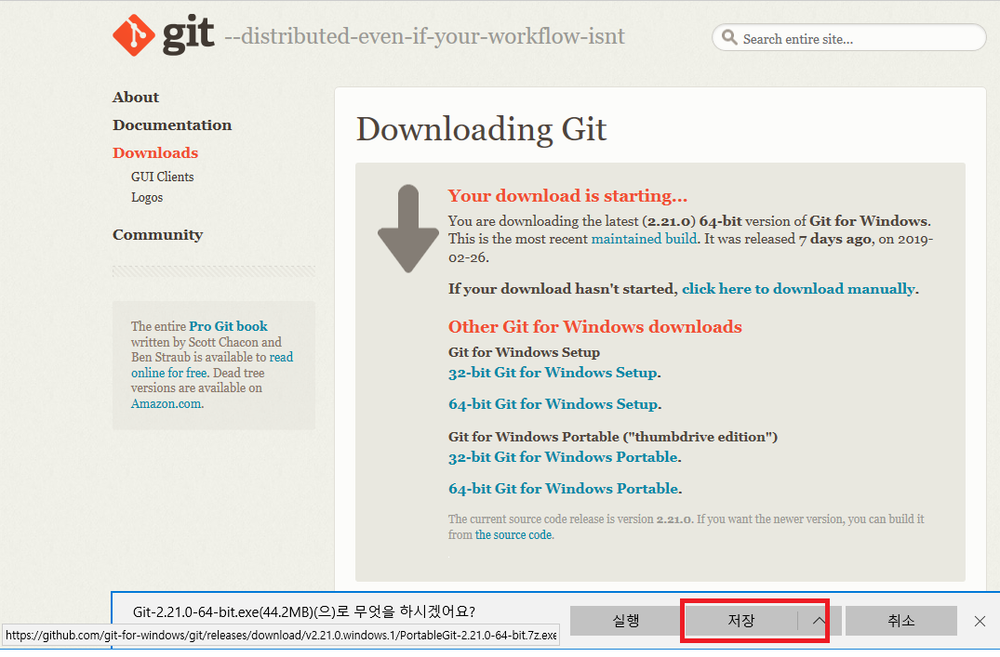 git --distributed-even-if-your-workflow-isnt
Search entire site...
About
Documentation
Downloads
GUI Clients
Logos
Community
The entire Pro Git book
written by Scott Chacon and
Ben Straub is available to read
online for free. Dead tree
versions are available on
Amazon.com.
Downloading Git
Your download is starting...
You are downloading the latest (2.21.0) 64-bit version of Git for Windows.
This is the most recent maintained build. It was released 7 days ago, on 2019-
02-26.
If your download hasn't started, click here to download manually.
Other Git for Windows downloads
Git for Windows Setup
32-bit Git for Windows Setup.
64-bit Git for Windows Setup.
Git for Windows Portable ("thumbdrive edition")
32-bit Git for Windows Portable.
64-bit Git for Windows Portable.
The current source code release is version 2.21.0. If you want the newer version, you can build it
from the source code.
Git-2.21.0-64-bit.exe(44.2MB)(으)로 무엇을 하시겠어요?
실행 저장 취소
https://github.com/git-for-windows/git/releases/download/v2.21.0.windows.1/PortableGit-2.21.0-64-bit.7z.exe